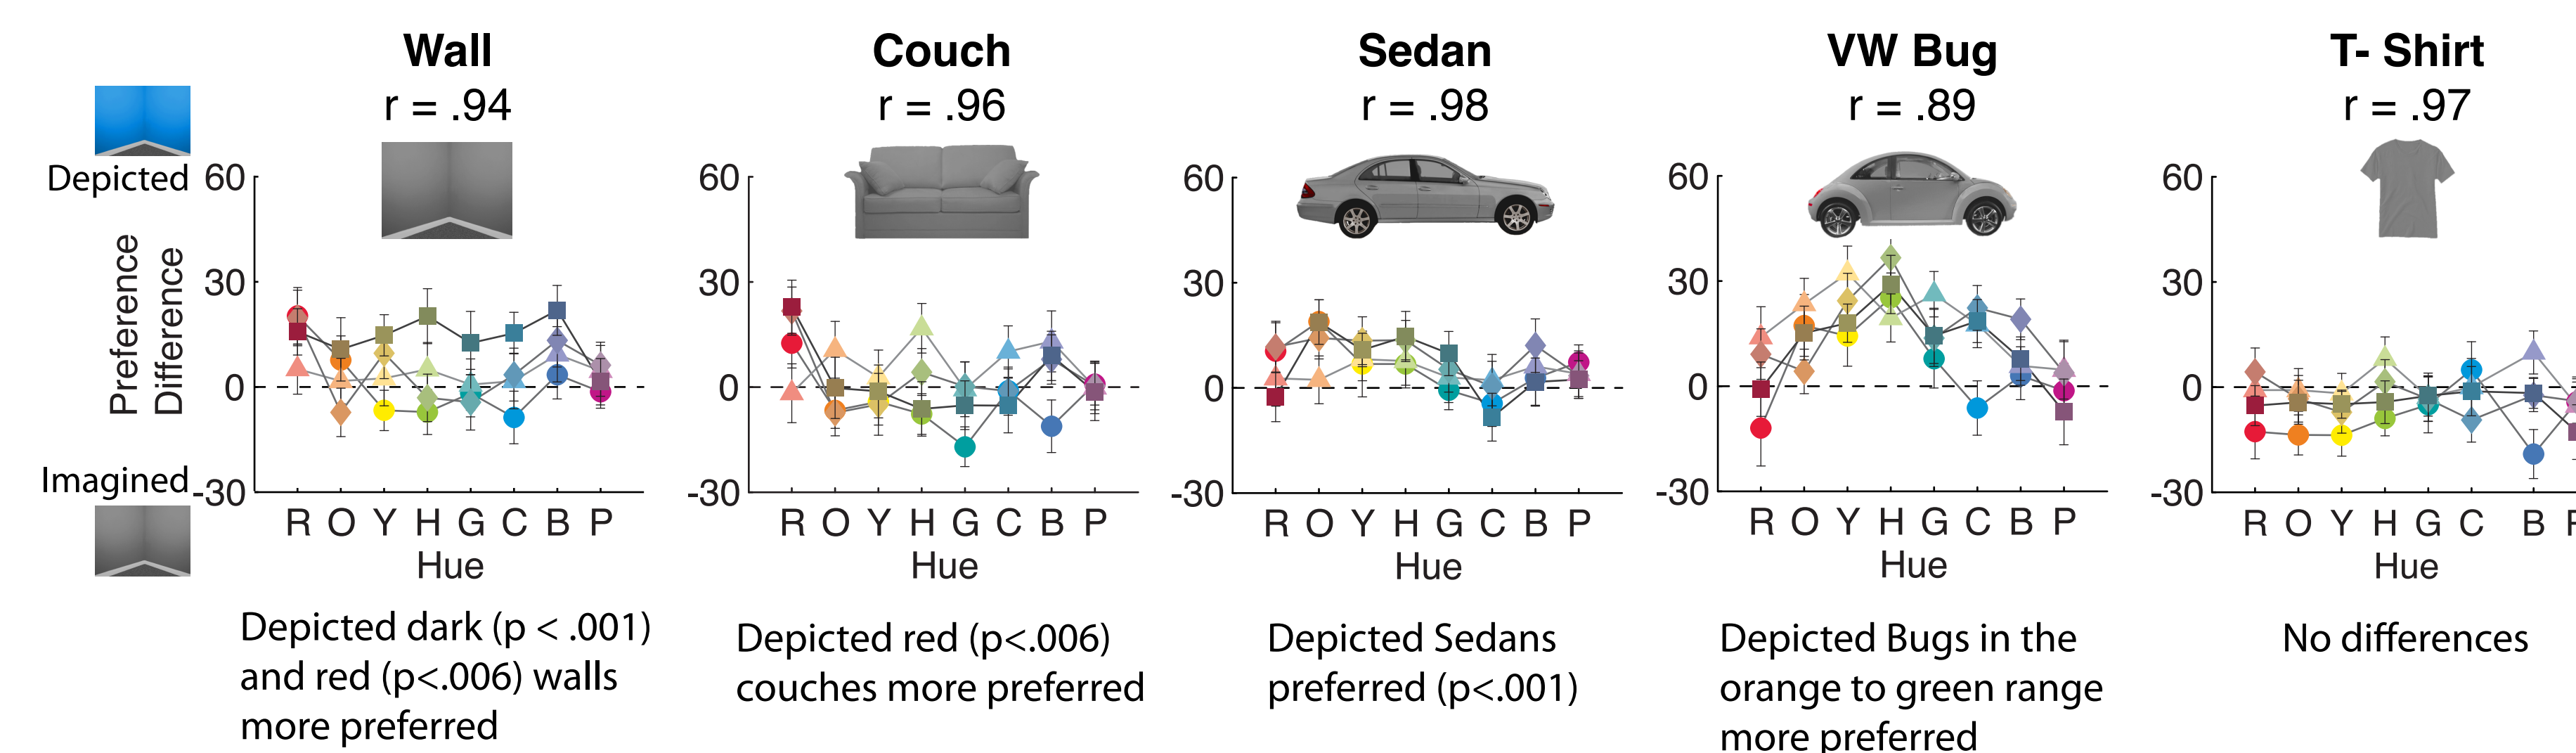 Wall
r = .94
Depicted
60
30
0
-30
Preference
Difference
Imagined
R O Y H G C B P
Hue
Depicted dark (p < .001)
and red (p<.006) walls
more preferred
Couch
r = .96
60
30
0
-30
R O Y H G C B P
Hue
Depicted red (p<.006)
couches more preferred
Sedan
r = .98
60
30
0
-30
R O Y H G C B P
Hue
Depicted Sedans
preferred (p<.001)
VW Bug
r = .89
60
30
0
-30
R O Y H G C B P
Hue
Depicted Bugs in the
orange to green range
more preferred
T- Shirt
r = .97
60
30
0
-30
R O Y H G C B
Hue
No differences